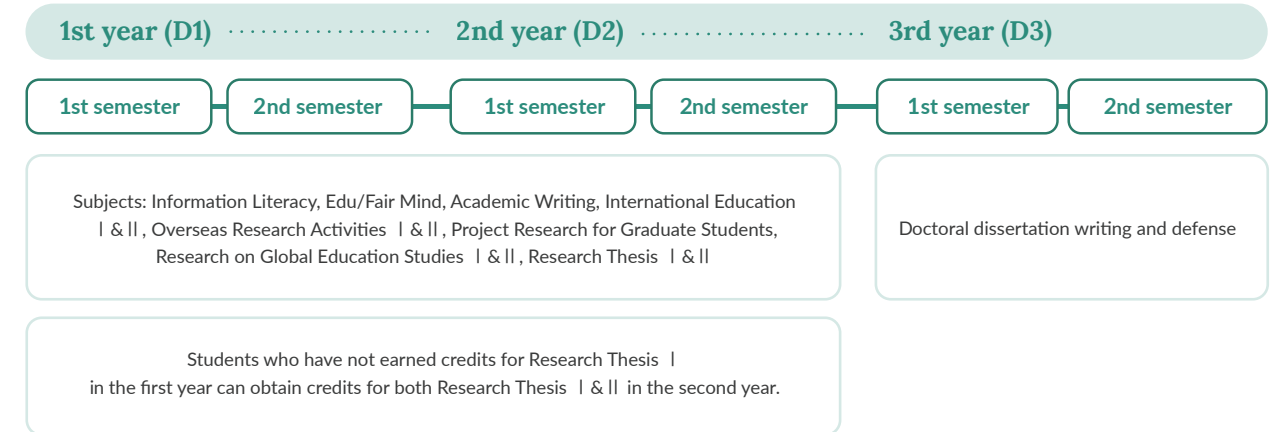 1st year (D1) ···················· 2nd year (D2) ······················ 3rd year (D3)
1st semester 2nd semester 1st semester 2nd semester 1st semester 2nd semester
Subjects: Information Literacy, Edu/Fair Mind, Academic Writing, International Education
Ⅰ & Ⅱ, Overseas Research Activities Ⅰ & Ⅱ, Project Research for Graduate Students,
Research on Global Education Studies Ⅰ & Ⅱ, Research Thesis Ⅰ & Ⅱ
Doctoral dissertation writing and defense
Students who have not earned credits for Research Thesis Ⅰ
in the first year can obtain credits for both Research Thesis Ⅰ & Ⅱ in the second year.